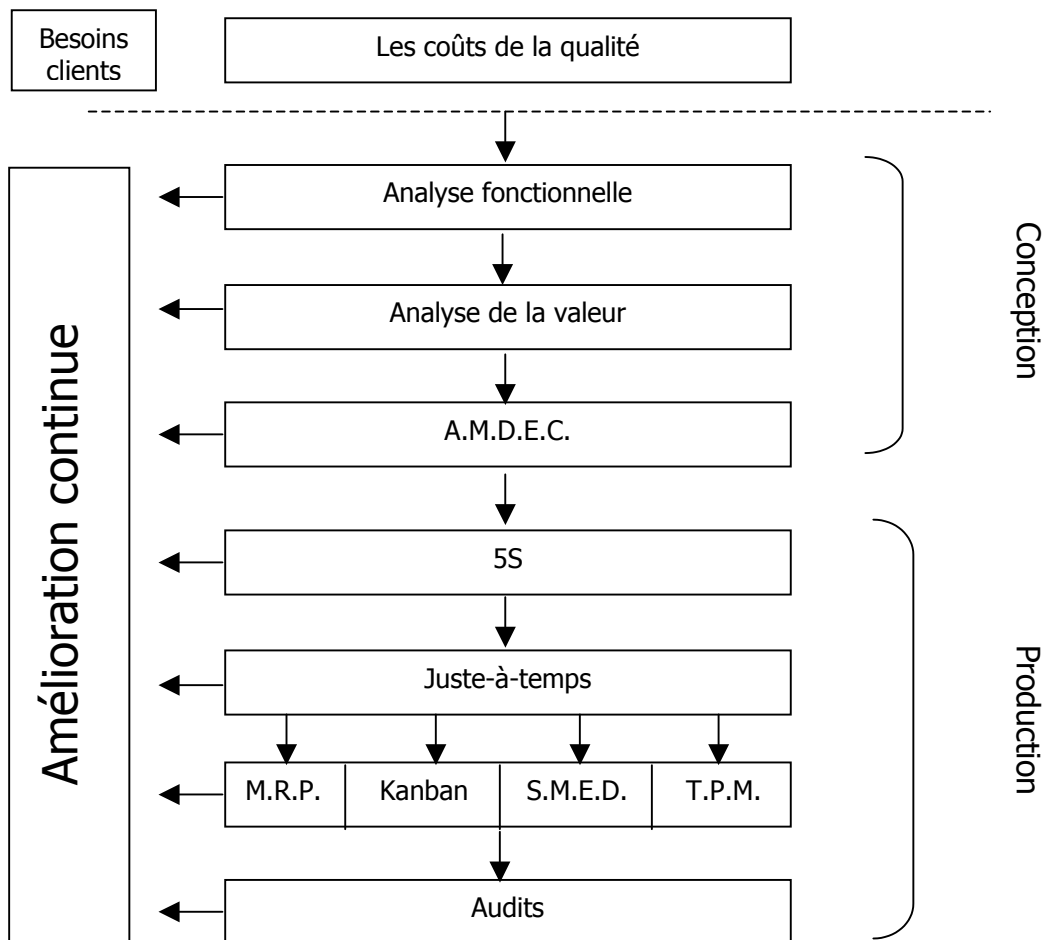 Besoins
clients
Les coûts de la qualité
Analyse fonctionnelle
Analyse de la valeur
A.M.D.E.C.
Conception
5S
Juste-à-temps
M.R.P.
Kanban
S.M.E.D.
T.P.M.
Audits
Production
Amélioration continue